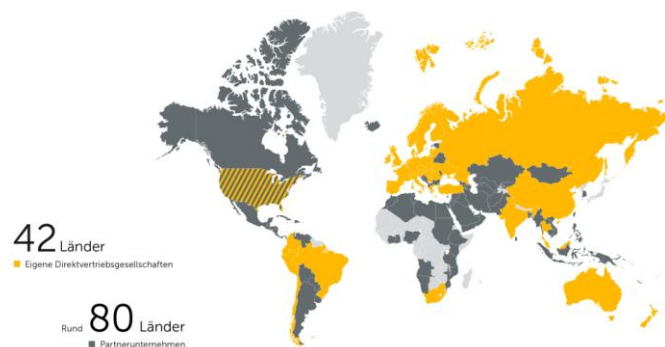 42 Länder
Eigene Direktvertriebsgesellschaften
Rund 80 Länder
Partnerunternehmen